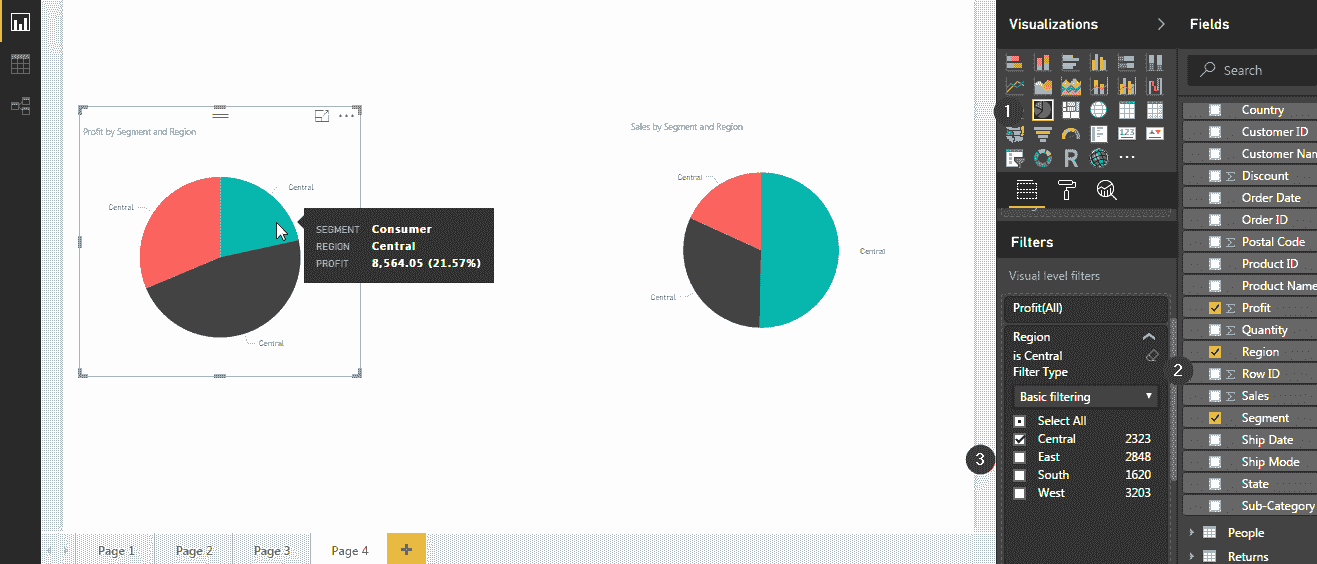 Visualizations
Fields
Search
1
Profit by Segment and Region
Central
Central
Central
SEGMENT Consumer
REGION Central
PROFIT 8,564.05 (21.57%)
Sales by Segment and Region
Central
Central
Central
R
123
Filters
Visual level filters
Profit(All)
Region
is Central
Filter Type
Basic filtering
Select All
Central 2323
East 2848
South 1620
West 3203
2
3
Country
Customer ID
Customer Nam
Σ Discount
Order Date
Order ID
Σ Postal Code
Product ID
Product Name
Σ Profit
Σ Quantity
Region
Σ Row ID
Σ Sales
Segment
Ship Date
Ship Mode
State
Sub-Category
People
Returns
Page 1
Page 2
Page 3
Page 4
+